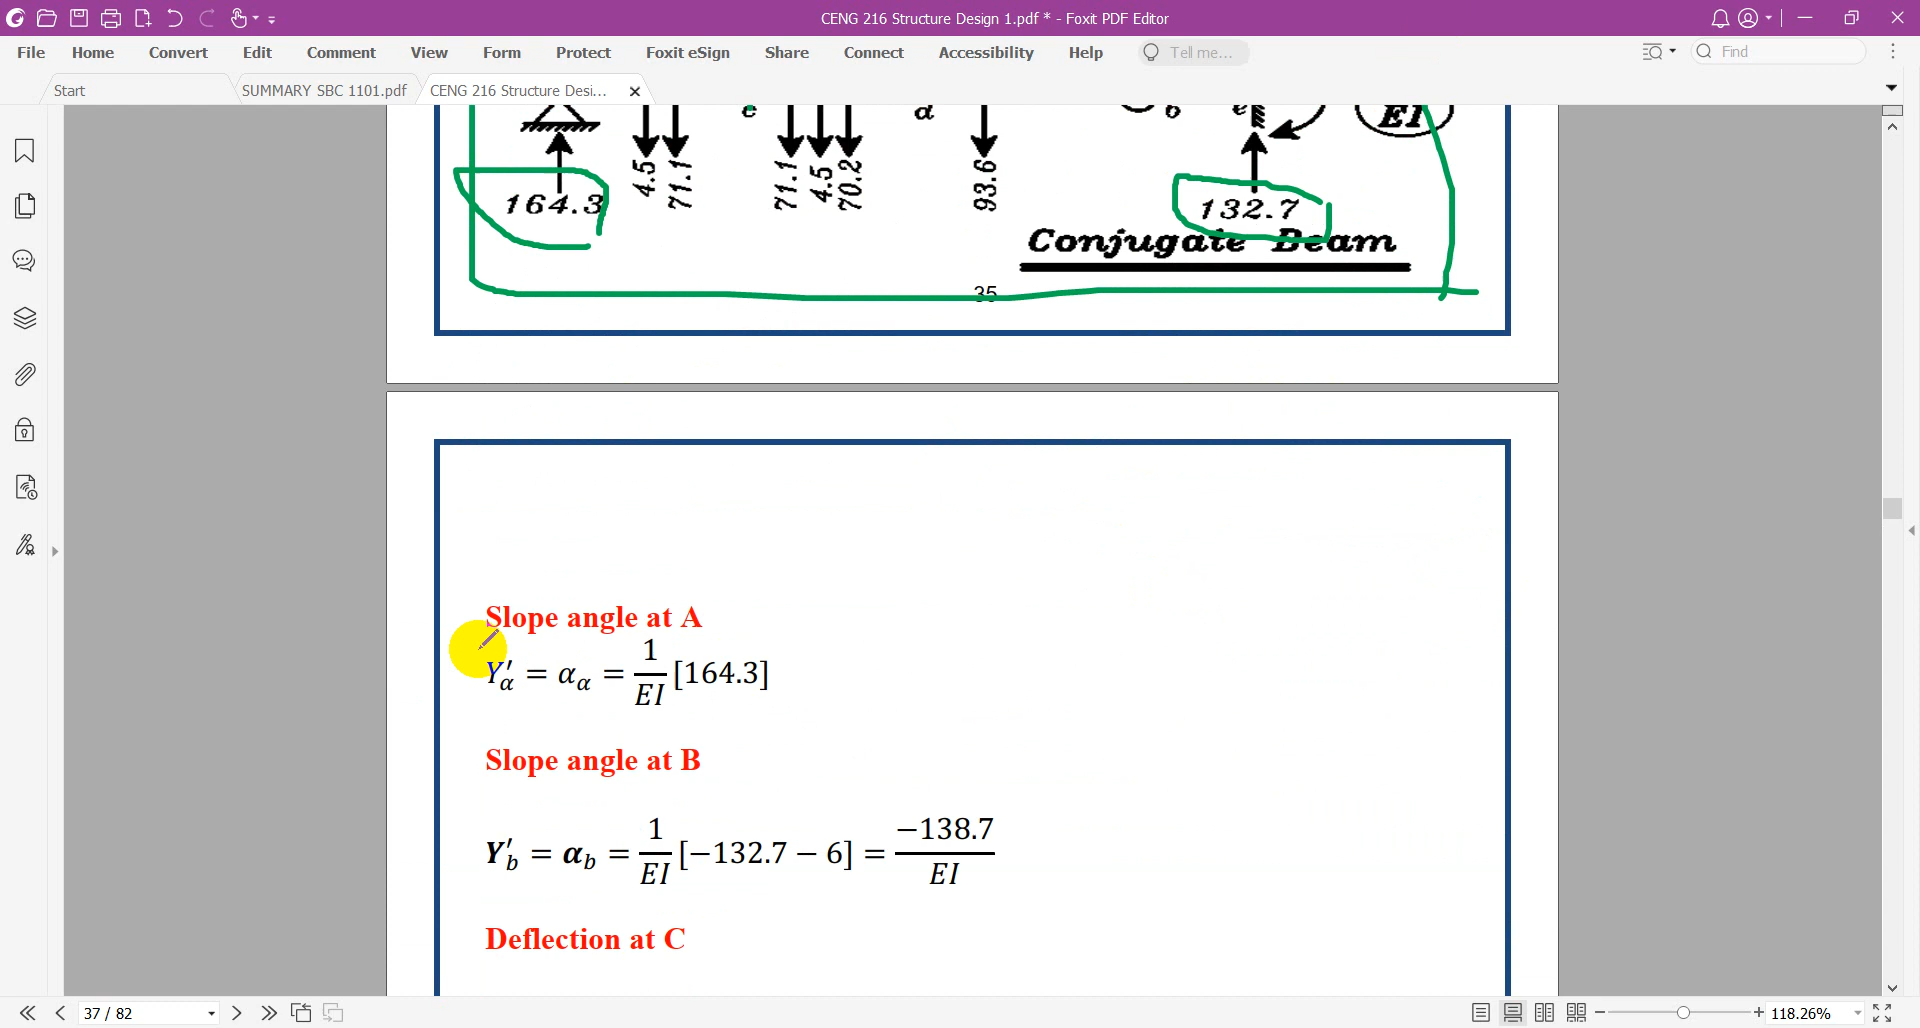 CENG 216 Structure Design 1.pdf * - Foxit PDF Editor
File Home Convert Edit Comment View Form Protect Foxit eSign Share Connect Accessibility Help Tell me... Find
Start SUMMARY SBC 1101.pdf CENG 216 Structure Desi...
c d b e EI
4.5 71.1 71.1 4.5 70.2 93.6
164.3 132.7
Conjugate Beam
35
Slope angle at A
Y'α = αα = 1/EI [164.3]
Slope angle at B
Y'b = αb = 1/EI [−132.7 − 6] = −138.7/EI
Deflection at C
37 / 82 118.26%